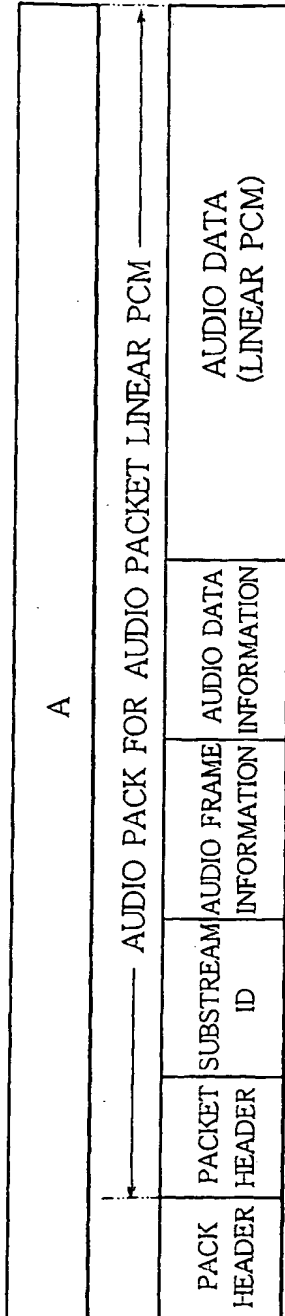 A
AUDIO PACK FOR AUDIO PACKET LINEAR PCM
PACK
HEADER
PACKET
HEADER
SUBSTREAM
ID
AUDIO FRAME
INFORMATION
AUDIO DATA
INFORMATION
AUDIO DATA
(LINEAR PCM)